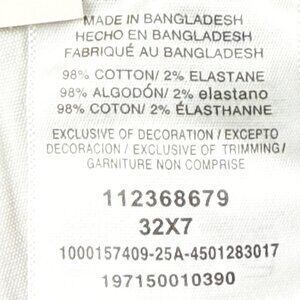 MADE IN BANGLADESH
HECHO EN BANGLADESH
FABRIQUÉ AU BANGLADESH
98% COTTON/ 2% ELASTANE
98% ALGODÓN/ 2% elastano
98% COTON/ 2% ÉLASTHANNE
EXCLUSIVE OF DECORATION / EXCEPTO
DECORACION / EXCLUSIVE OF TRIMMING/
GARNITURE NON COMPRISE
112368679
32X7
1000157409-25A-4501283017
197150010390